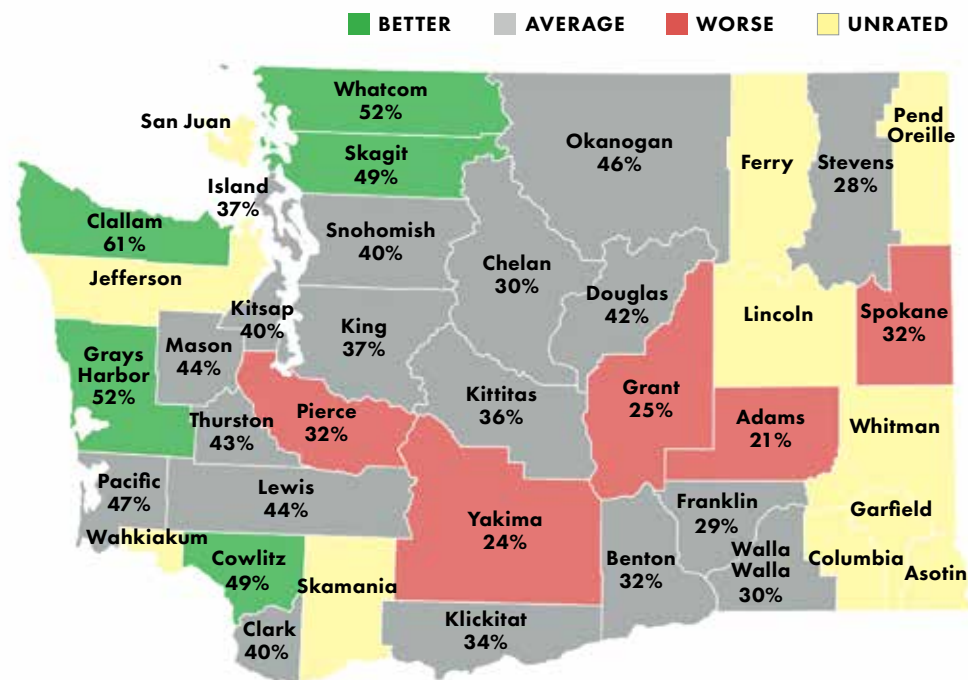 BETTER AVERAGE WORSE UNRATED
Whatcom
52%
San Juan
Skagit
49%
Okanogan
46%
Ferry
Stevens
28%
Pend
Oreille
Island
37%
Clallam
61%
Snohomish
40%
Chelan
30%
Jefferson
Douglas
42%
Kitsap
40%
King
37%
Lincoln
Spokane
32%
Mason
44%
Grays
Harbor
52%
Kittitas
36%
Grant
25%
Pierce
32%
Thurston
43%
Adams
21%
Whitman
Pacific
47%
Lewis
44%
Franklin
29%
Garfield
Yakima
24%
Wahkiakum
Cowlitz
49%
Skamania
Benton
32%
Walla
Walla
30%
Columbia
Asotin
Clark
40%
Klickitat
34%